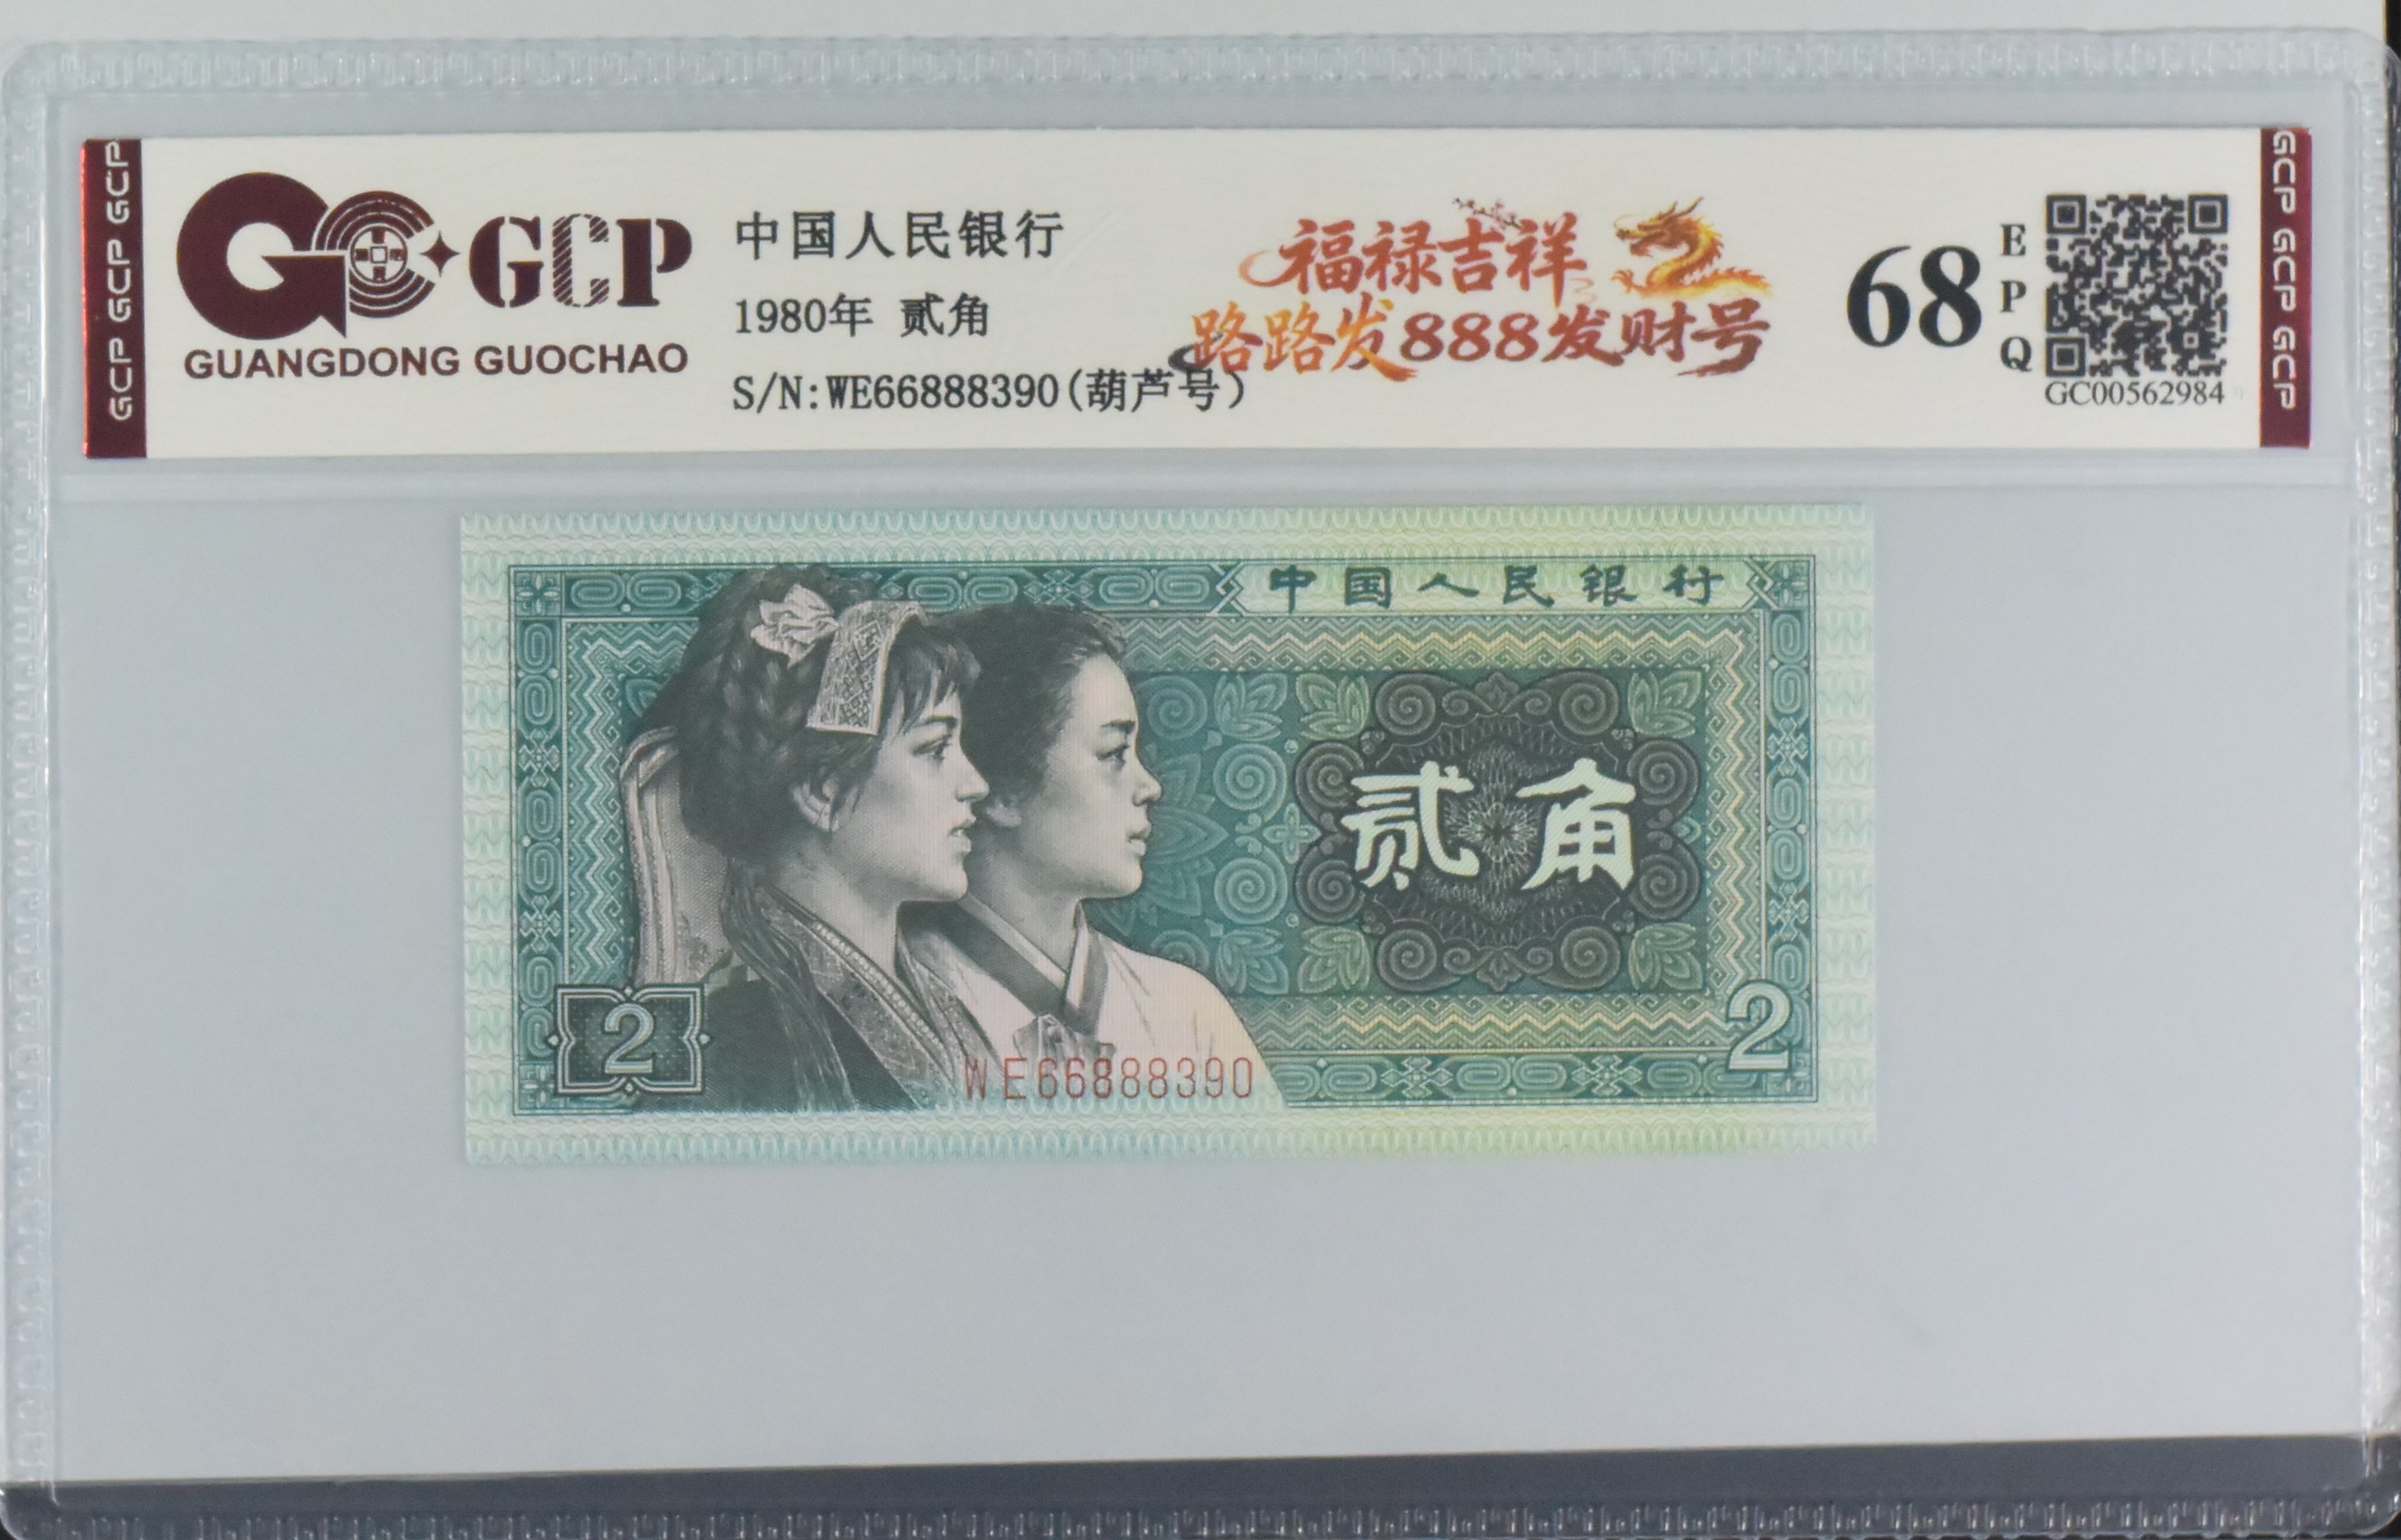 GCP GCP GCP
GCP
GUANGDONG GUOCHAO
中国人民银行
1980年 贰角
S/N:WE66888390(葫芦号)
福禄吉祥
路路发888发财号
68
EPQ
GC00562984
GCP GCP GCP
中国人民银行
贰角
2
2
WE66888390